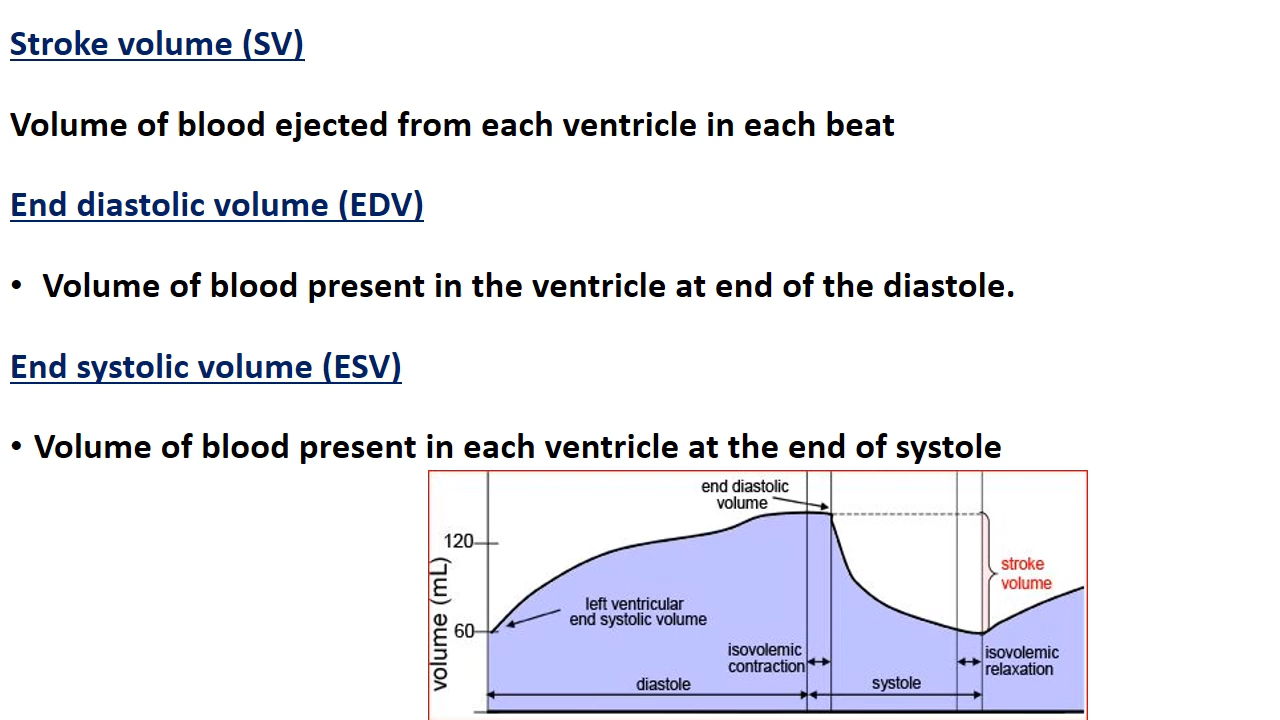 Stroke volume (SV)
Volume of blood ejected from each ventricle in each beat
End diastolic volume (EDV)
• Volume of blood present in the ventricle at end of the diastole.
End systolic volume (ESV)
• Volume of blood present in each ventricle at the end of systole
end diastolic
volume
120
stroke
volume
volume (mL)
left ventricular
end systolic volume
60
isovolemic
contraction
isovolemic
relaxation
diastole
systole